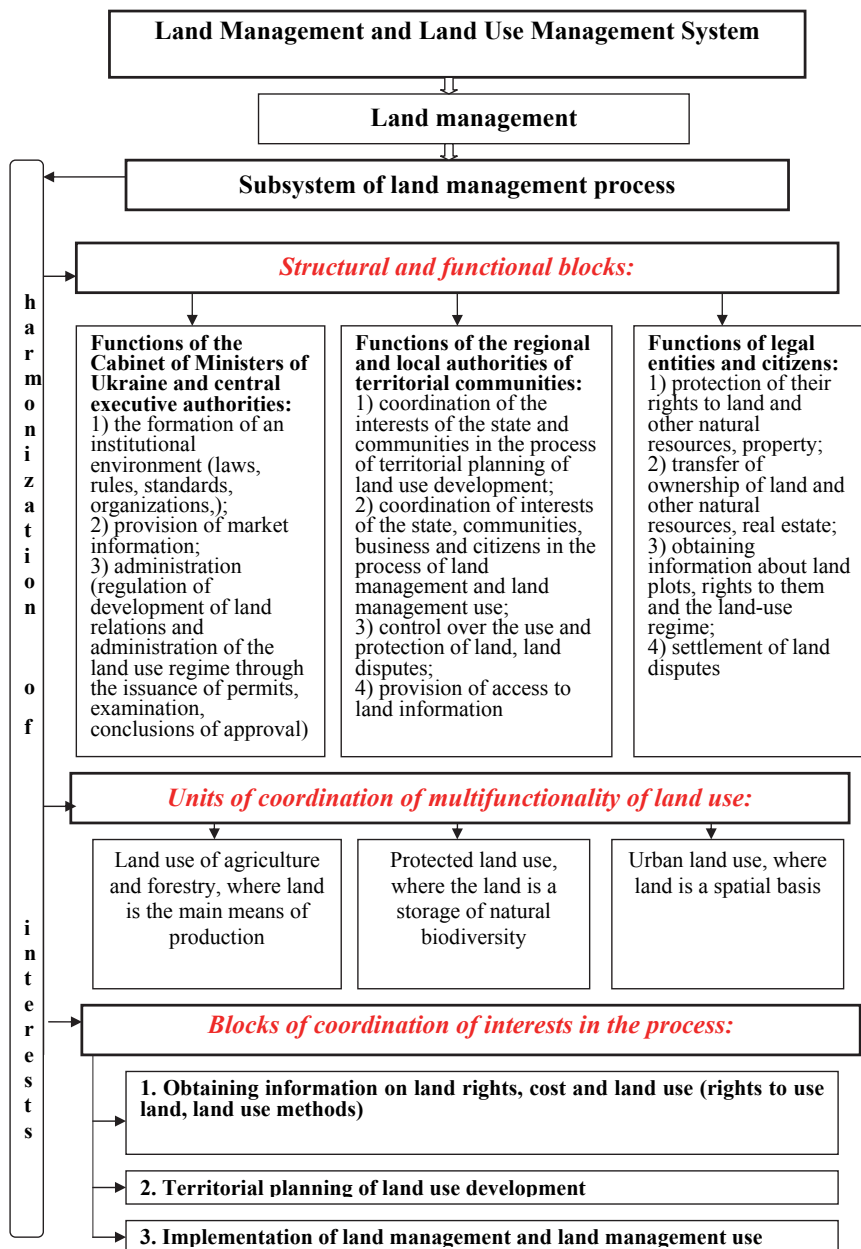 Land Management and Land Use Management System
Land management
Subsystem of land management process
harmonization of interests
Structural and functional blocks:
Functions of the
Cabinet of Ministers of
Ukraine and central
executive authorities:
1) the formation of an
institutional
environment (laws,
rules, standards,
organizations,);
2) provision of market
information;
3) administration
(regulation of
development of land
relations and
administration of the
land use regime through
the issuance of permits,
examination,
conclusions of approval)
Functions of the regional
and local authorities of
territorial communities:
1) coordination of the
interests of the state and
communities in the process
of territorial planning of
land use development;
2) coordination of interests
of the state, communities,
business and citizens in the
process of land
management and land
management use;
3) control over the use and
protection of land, land
disputes;
4) provision of access to
land information
Functions of legal
entities and citizens:
1) protection of their
rights to land and
other natural
resources, property;
2) transfer of
ownership of land and
other natural
resources, real estate;
3) obtaining
information about land
plots, rights to them
and the land-use
regime;
4) settlement of land
disputes
Units of coordination of multifunctionality of land use:
Land use of agriculture
and forestry, where land
is the main means of
production
Protected land use,
where the land is a
storage of natural
biodiversity
Urban land use, where
land is a spatial basis
Blocks of coordination of interests in the process:
1. Obtaining information on land rights, cost and land use (rights to use
land, land use methods)
2. Territorial planning of land use development
3. Implementation of land management and land management use